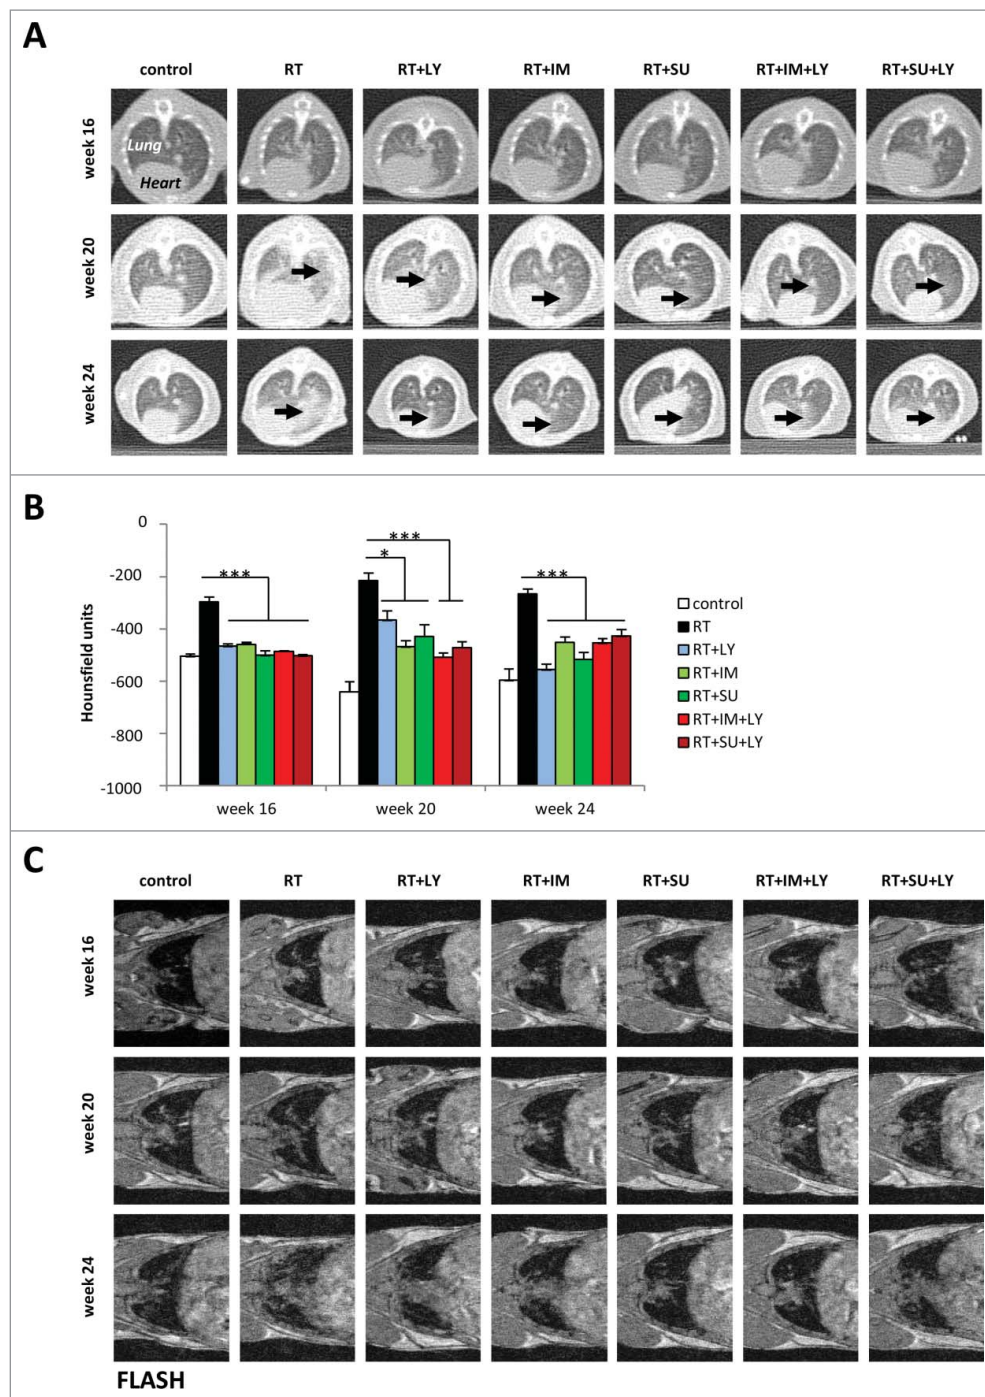 A
control RT RT+LY RT+IM RT+SU RT+IM+LY RT+SU+LY
week 16
Lung
Heart
week 20
week 24
B
0
-200
-400
-600
-800
-1000
Hounsfield units
***
*
***
***
week 16 week 20 week 24
control
RT
RT+LY
RT+IM
RT+SU
RT+IM+LY
RT+SU+LY
C
control RT RT+LY RT+IM RT+SU RT+IM+LY RT+SU+LY
week 16
week 20
week 24
FLASH